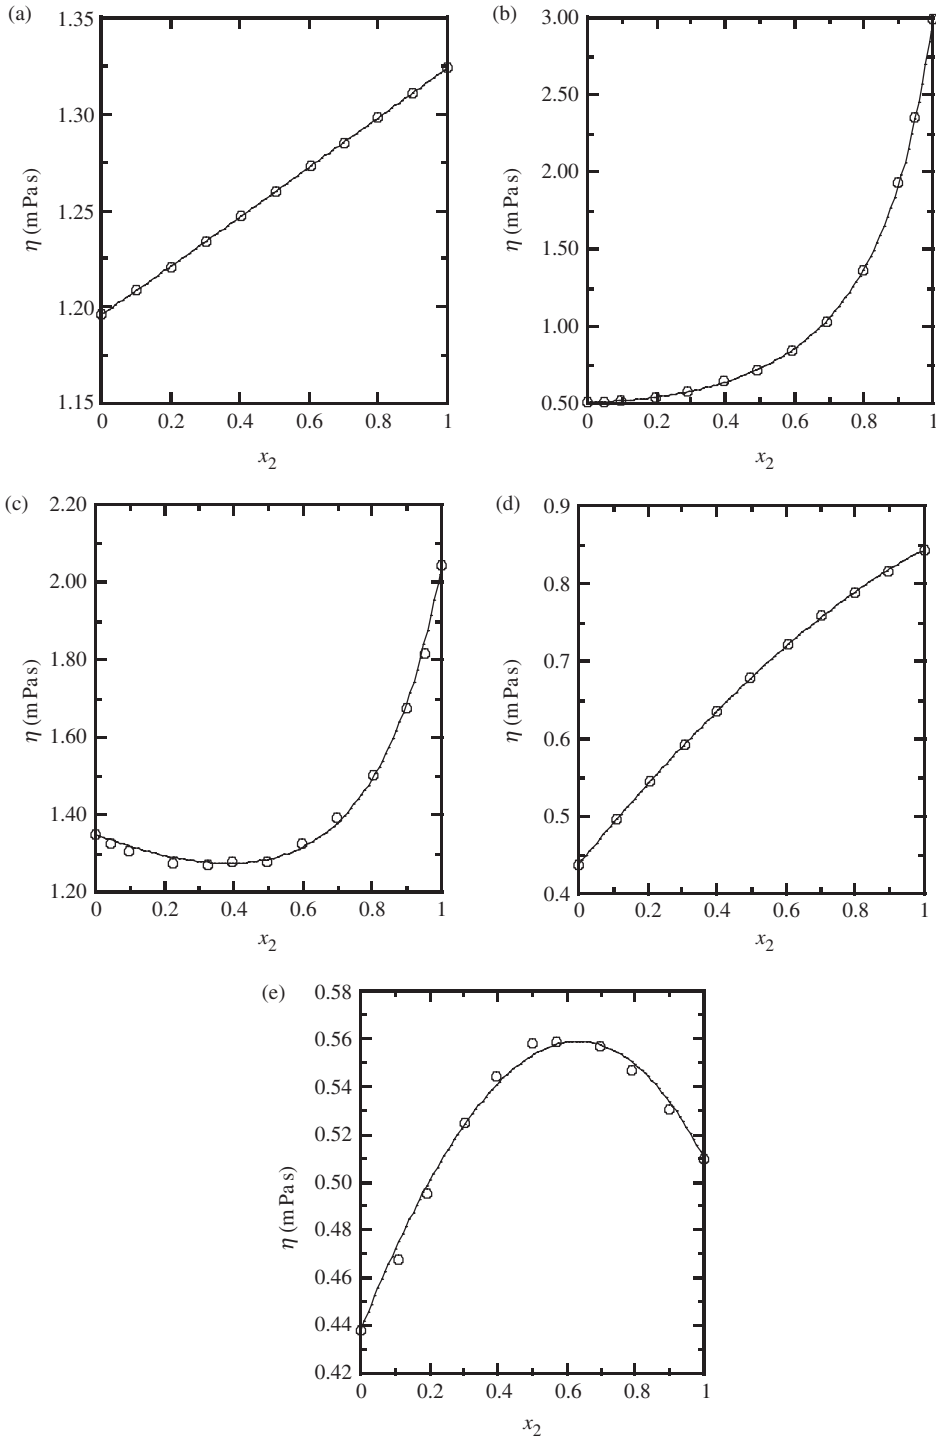 (a)
1.35
1.30
1.25
1.20
1.15
η (mPa s)
0 0.2 0.4 0.6 0.8 1
x2
(b)
3.00
2.50
2.00
1.50
1.00
0.50
η (mPa s)
0 0.2 0.4 0.6 0.8 1
x2
(c)
2.20
2.00
1.80
1.60
1.40
1.20
η (mPa s)
0 0.2 0.4 0.6 0.8 1
x2
(d)
0.9
0.8
0.7
0.6
0.5
0.4
η (mPa s)
0 0.2 0.4 0.6 0.8 1
x2
(e)
0.58
0.56
0.54
0.52
0.50
0.48
0.46
0.44
0.42
η (mPa s)
0 0.2 0.4 0.6 0.8 1
x2